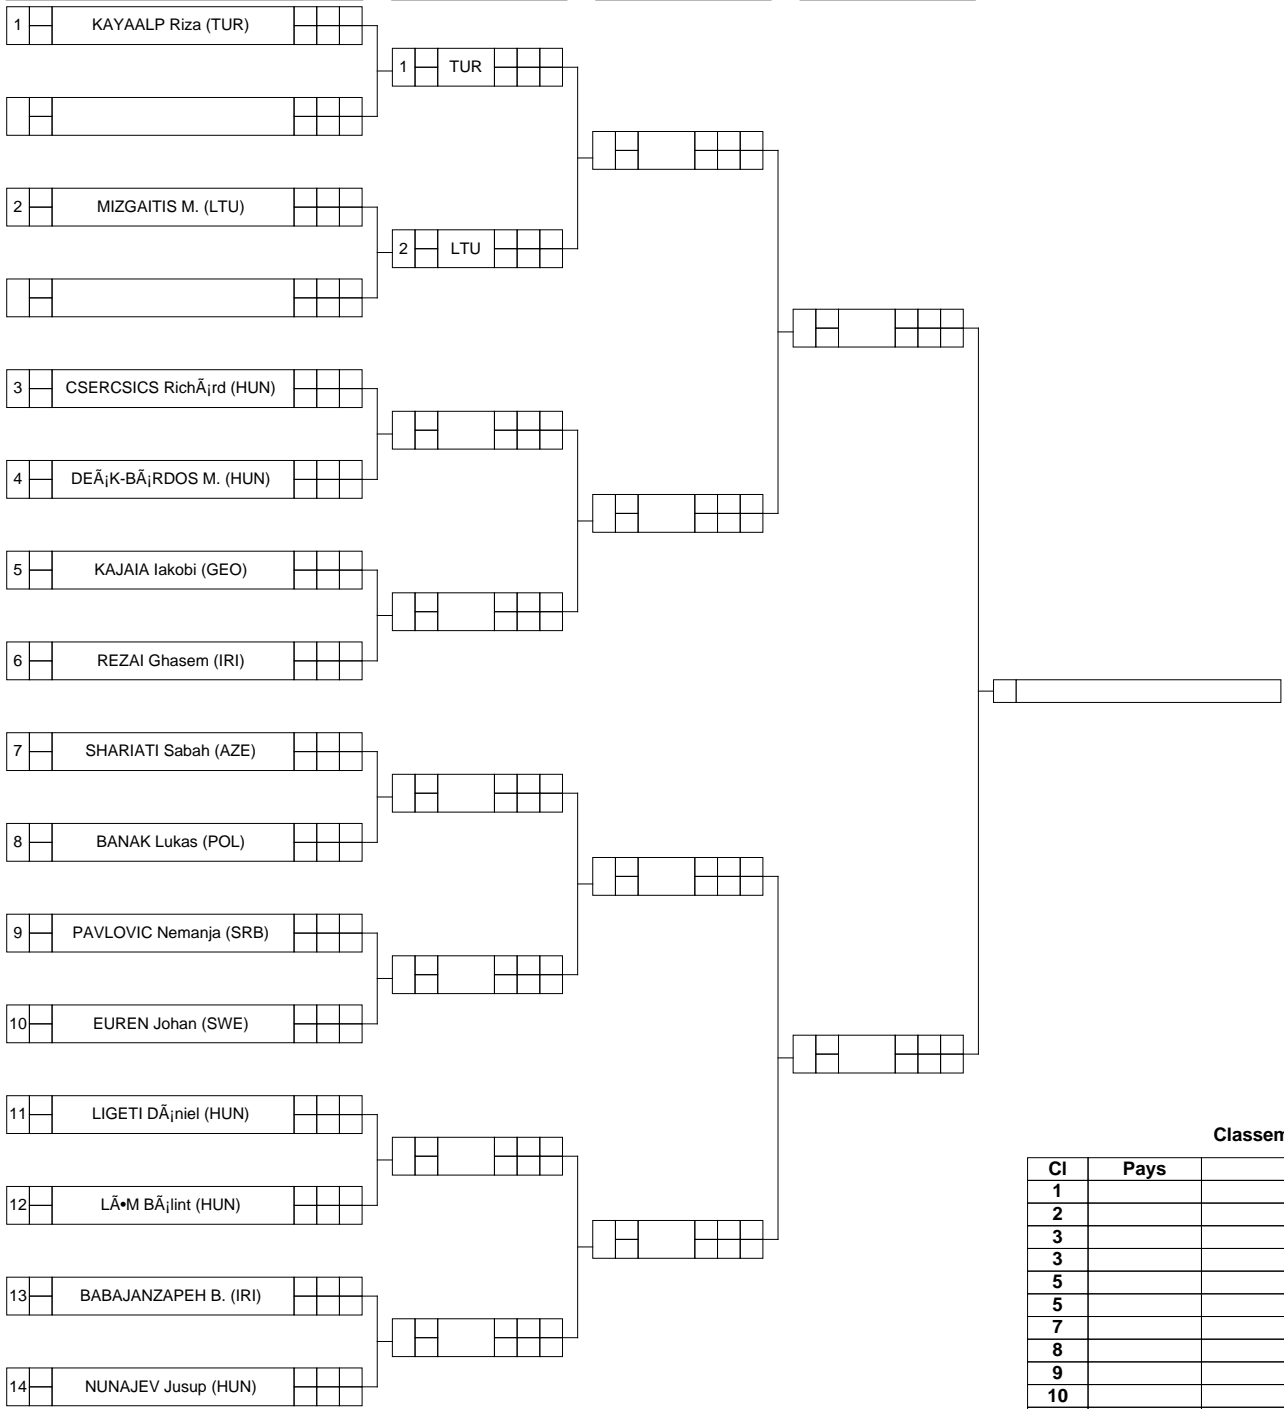 1 KAYAALP Riza (TUR)
1 TUR
2 MIZGAITIS M. (LTU)
2 LTU
3 CSERCSICS RichÃ¡rd (HUN)
4 DEÃ¡K-BÃ¡RDOS M. (HUN)
5 KAJAIA Iakobi (GEO)
6 REZAI Ghasem (IRI)
7 SHARIATI Sabah (AZE)
8 BANAK Lukas (POL)
9 PAVLOVIC Nemanja (SRB)
10 EUREN Johan (SWE)
11 LIGETI DÃ¡niel (HUN)
12 LÃ•M BÃ¡lint (HUN)
13 BABAJANZAPEH B. (IRI)
14 NUNAJEV Jusup (HUN)
Classem
Cl Pays
1
2
3
3
5
5
7
8
9
10